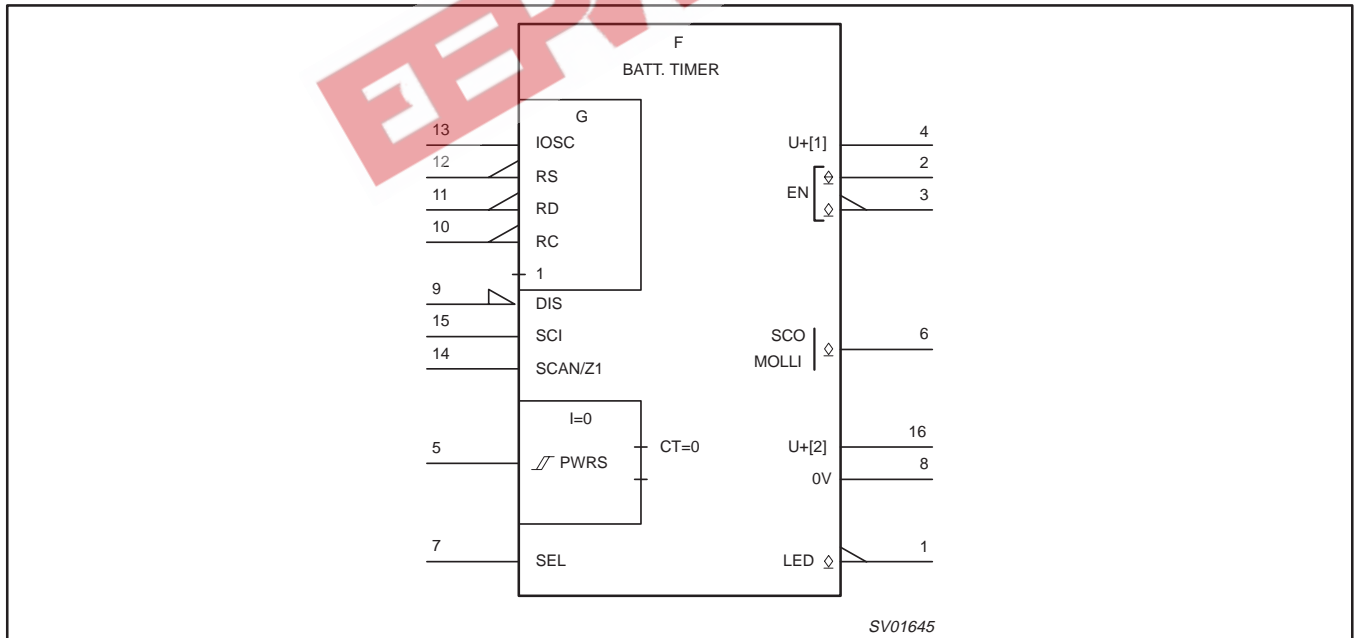 F
BATT. TIMER
G
13 IOSC U+[1] 4
12 RS 2
EN
11 RD 3
10 RC
1
9 DIS
15 SCI SCO 6
14 SCAN/Z1 MOLLI
I=0
5 PWRS CT=0 U+[2] 16
0V 8
7 SEL LED 1
SV01645